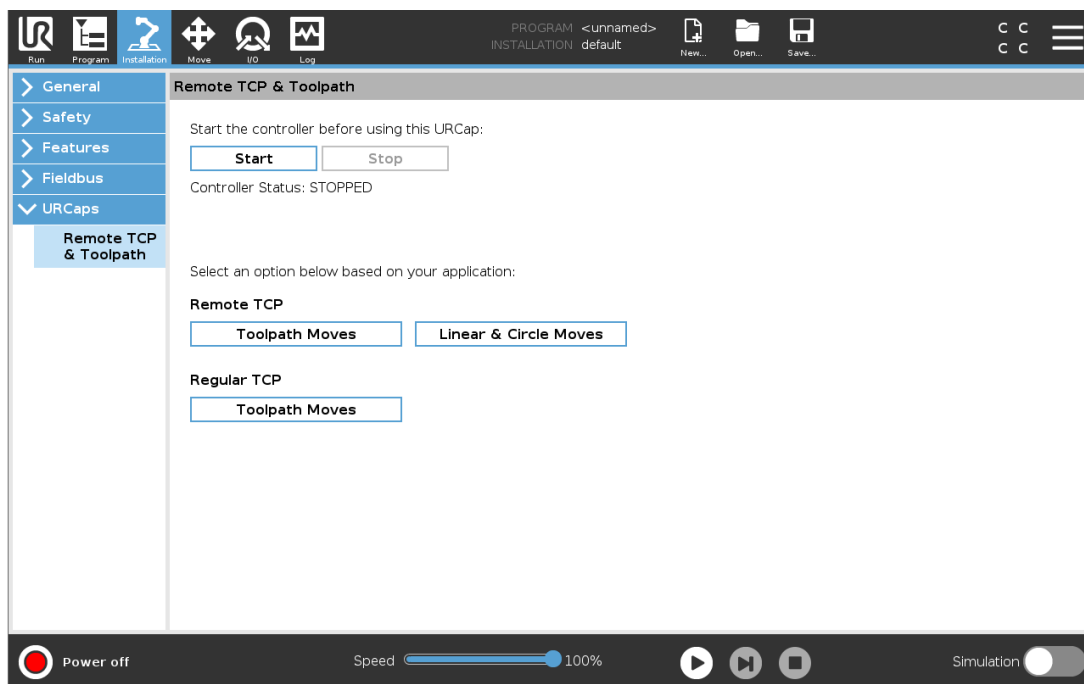 PROGRAM <unnamed>
INSTALLATION default
C C
C C
Run Program Installation Move I/O Log New... Open... Save...
General
Safety
Features
Fieldbus
URCaps
Remote TCP
& Toolpath
Remote TCP & Toolpath
Start the controller before using this URCap:
Start Stop
Controller Status: STOPPED
Select an option below based on your application:
Remote TCP
Toolpath Moves Linear & Circle Moves
Regular TCP
Toolpath Moves
Power off Speed 100% Simulation